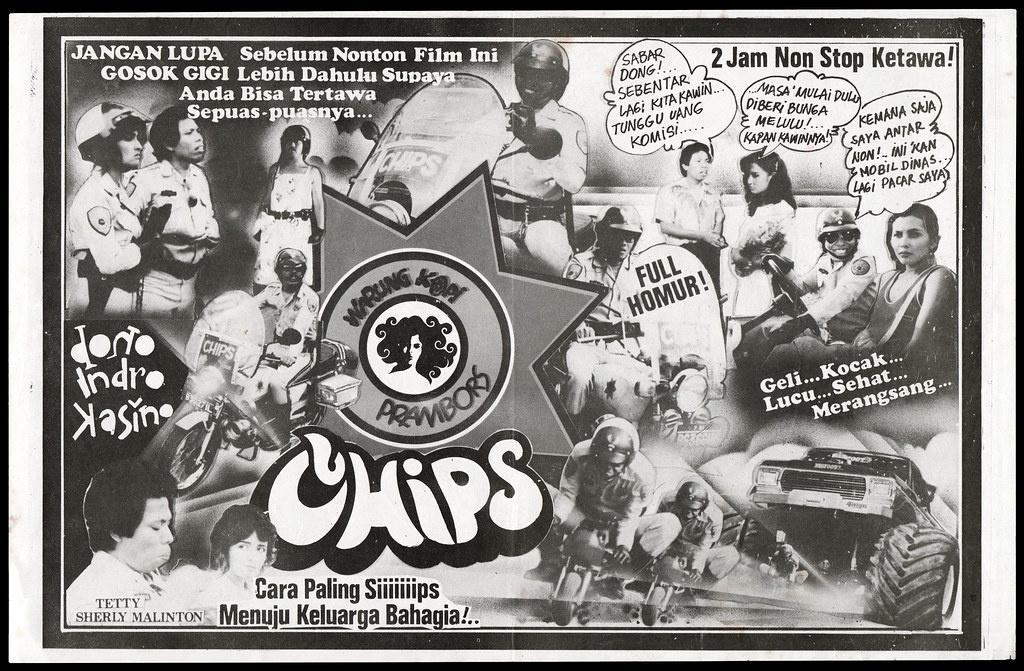 JANGAN LUPA Sebelum Nonton Film Ini
GOSOK GIGI Lebih Dahulu Supaya
Anda Bisa Tertawa
Sepuas-puasnya...
2 Jam Non Stop Ketawa!
SABAR
DONG!...
SEBENTAR
LAGI KITA KAWIN...
TUNGGU UANG
KOMISI.....
...MASA' MULAI DULU
DIBERI BUNGA
MELULU!...
KAPAN KAWINNYA!?
KEMANA SAJA
SAYA ANTAR
NON!.. INI 'KAN
MOBIL DINAS..
LAGI PACAR SAYA
CHIPS
FULL
HOMUR!
WARUNG KOPI
PRAMBORS
CHIPS
Dono
Indro
Kasino
Geli...Kocak...
Lucu...Sehat...
Merangsang...
CHIPS
TETTY
SHERLY MALINTON
Cara Paling Siiiiiiips
Menuju Keluarga Bahagia!..